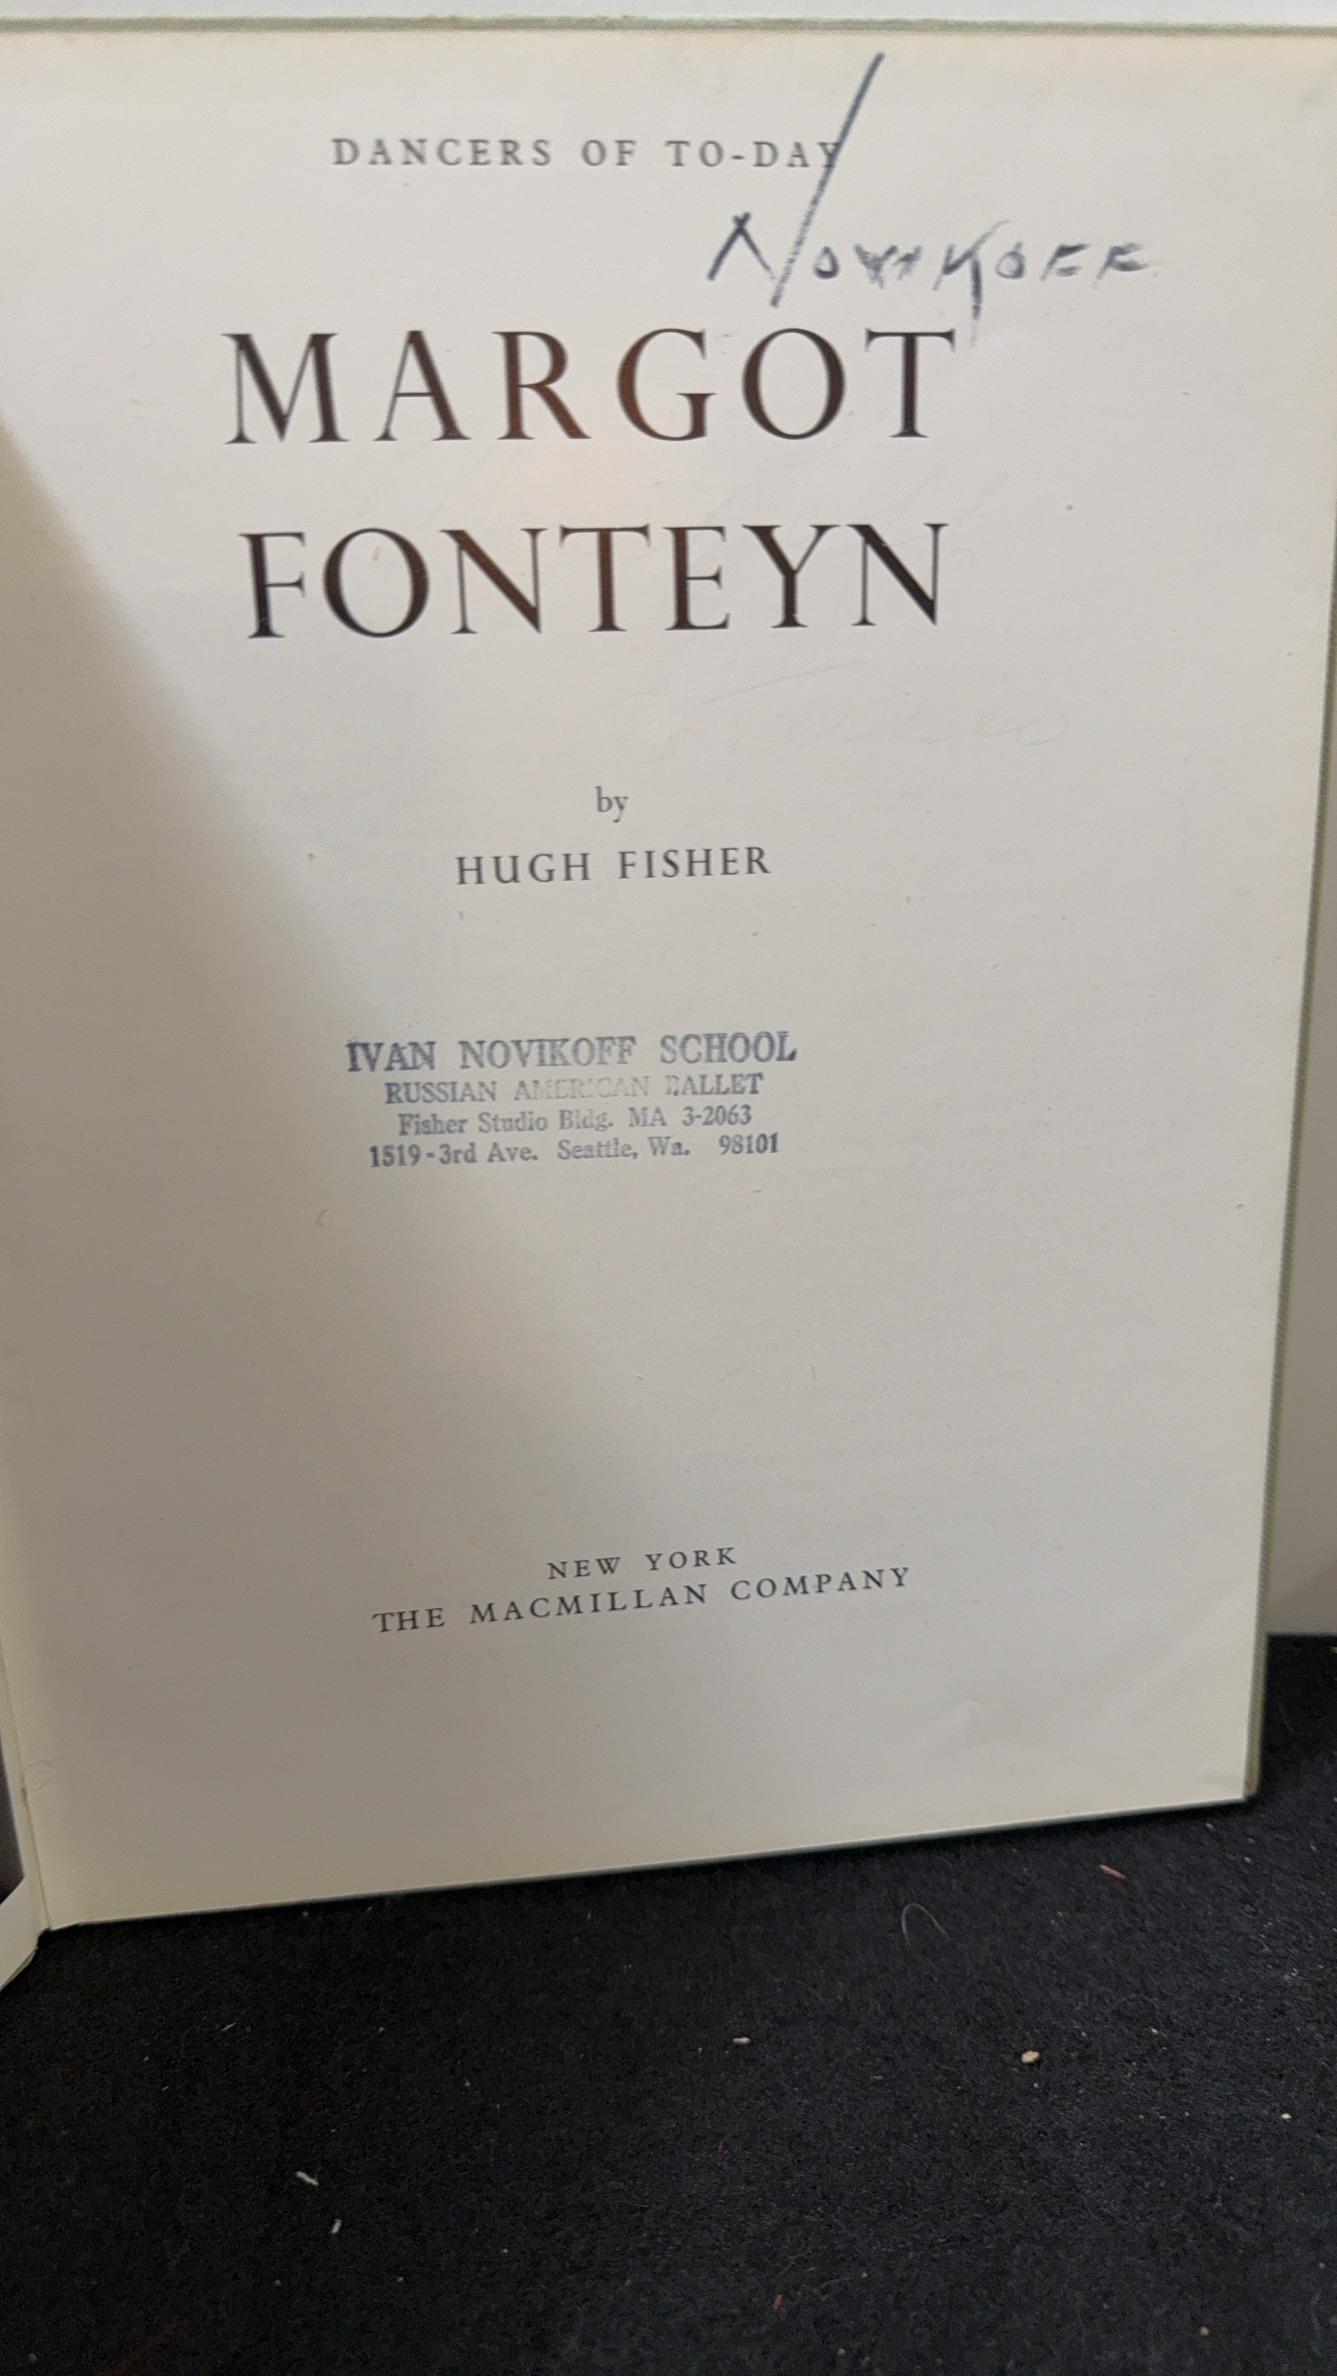 DANCERS OF TO-DAY
Novikoff
MARGOT
FONTEYN
by
HUGH FISHER
IVAN NOVIKOFF SCHOOL
RUSSIAN AMERICAN BALLET
Fisher Studio Bldg. MA 3-2063
1519-3rd Ave. Seattle, Wa. 98101
NEW YORK
THE MACMILLAN COMPANY